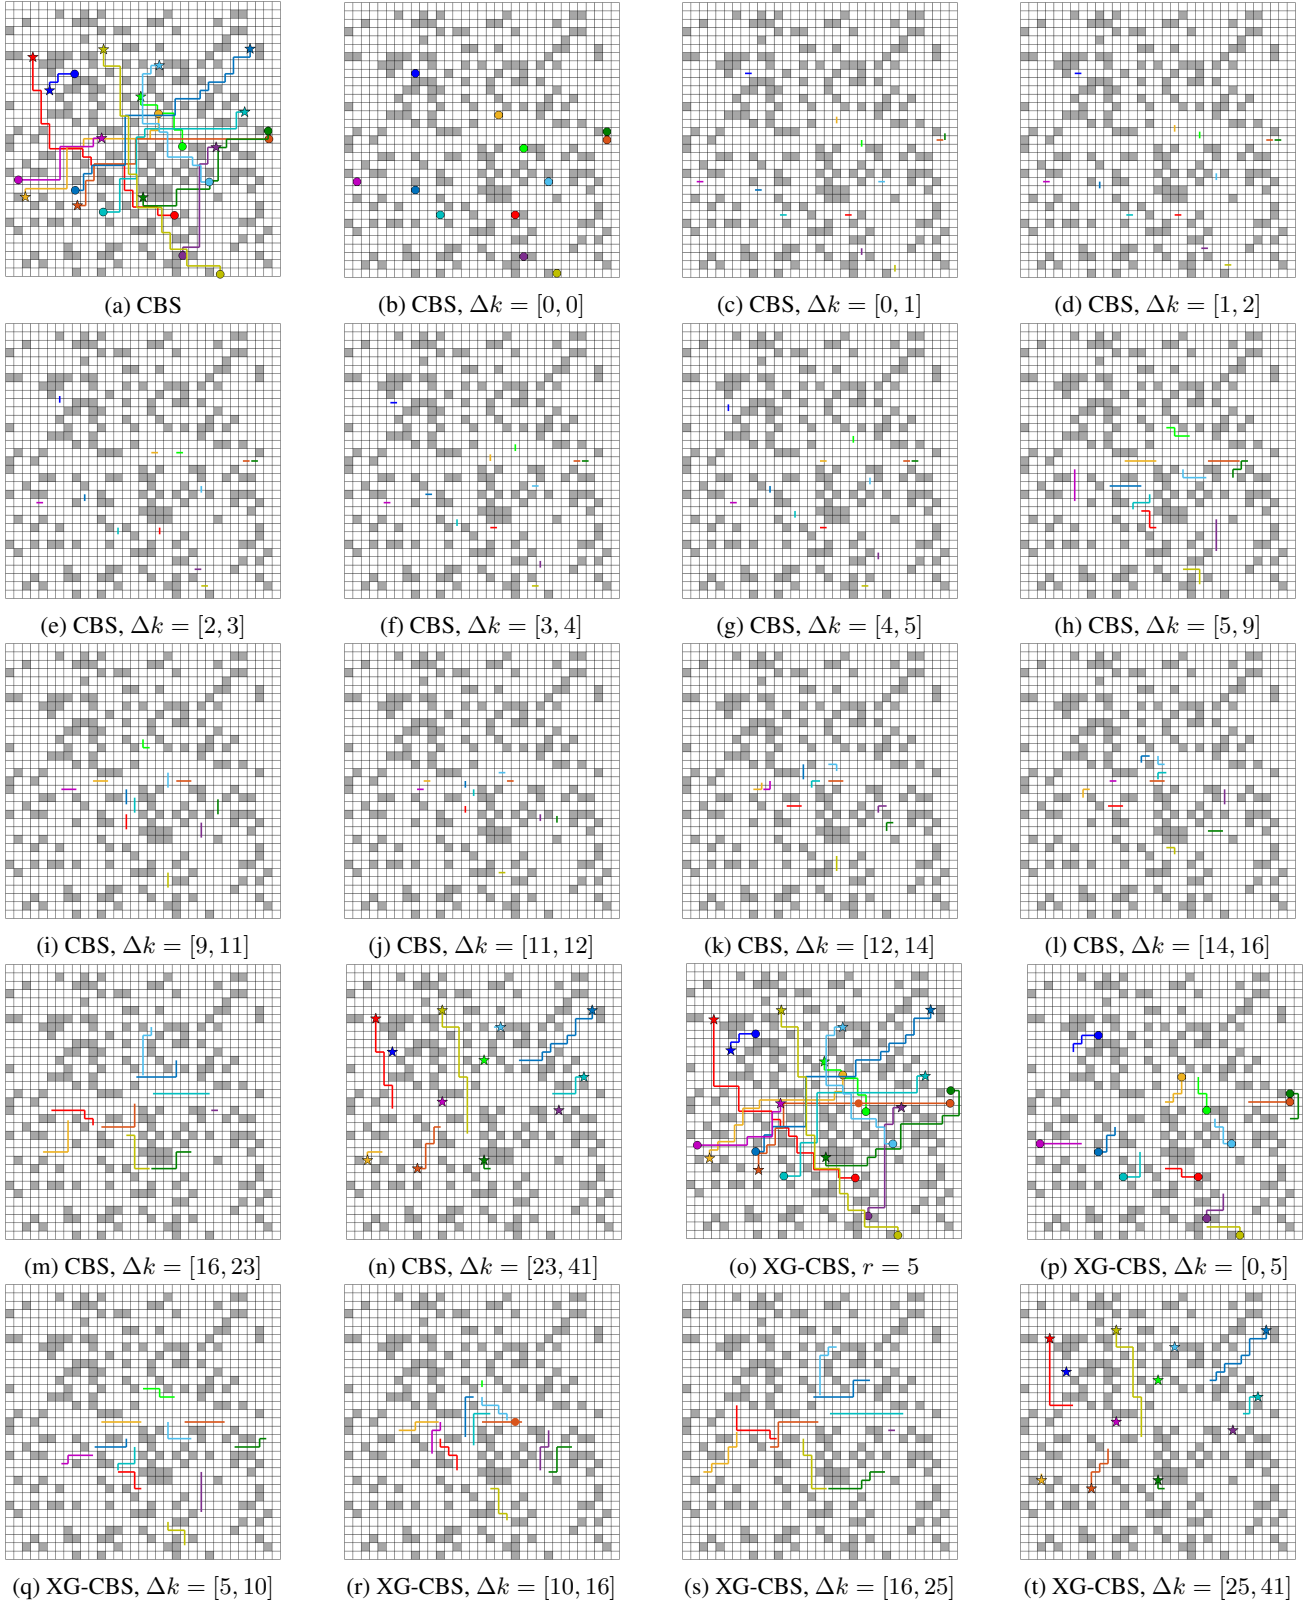 (a) CBS
(b) CBS, Δk = [0, 0]
(c) CBS, Δk = [0, 1]
(d) CBS, Δk = [1, 2]
(e) CBS, Δk = [2, 3]
(f) CBS, Δk = [3, 4]
(g) CBS, Δk = [4, 5]
(h) CBS, Δk = [5, 9]
(i) CBS, Δk = [9, 11]
(j) CBS, Δk = [11, 12]
(k) CBS, Δk = [12, 14]
(l) CBS, Δk = [14, 16]
(m) CBS, Δk = [16, 23]
(n) CBS, Δk = [23, 41]
(o) XG-CBS, r = 5
(p) XG-CBS, Δk = [0, 5]
(q) XG-CBS, Δk = [5, 10]
(r) XG-CBS, Δk = [10, 16]
(s) XG-CBS, Δk = [16, 25]
(t) XG-CBS, Δk = [25, 41]